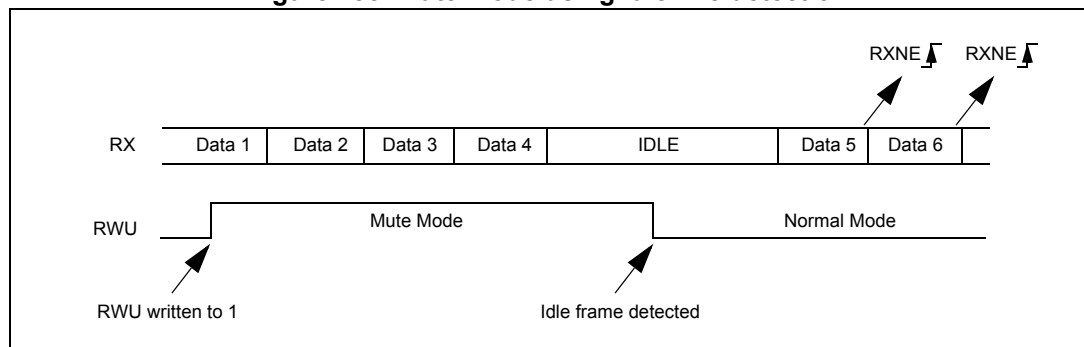 RXNE RXNE
RX Data 1 Data 2 Data 3 Data 4 IDLE Data 5 Data 6
RWU Mute Mode Normal Mode
RWU written to 1 Idle frame detected